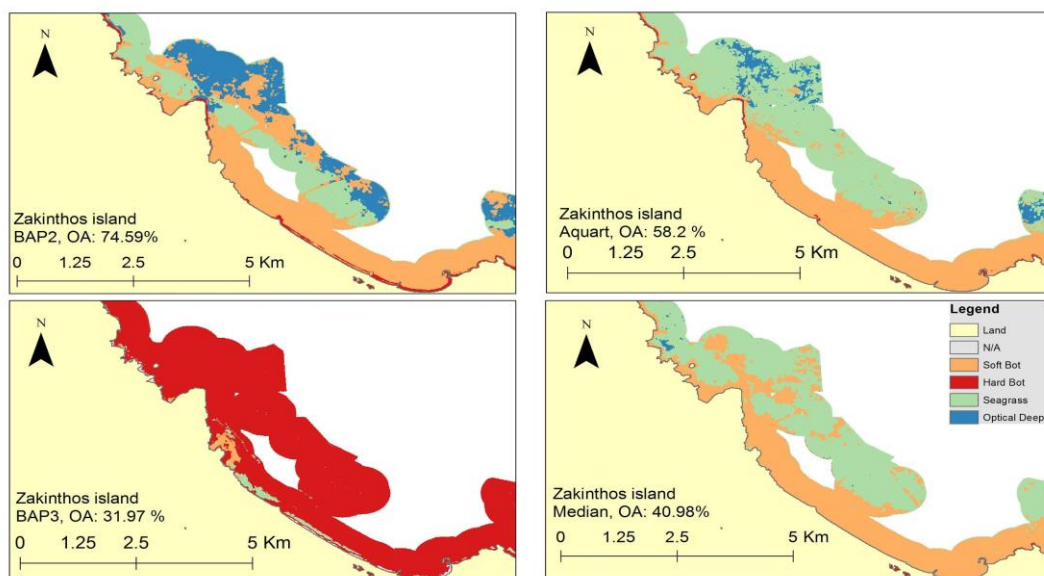 N
Zakinthos island
BAP2, OA: 74.59%
0 1.25 2.5 5 Km
N
Zakinthos island
Aquart, OA: 58.2 %
0 1.25 2.5 5 Km
N
Zakinthos island
BAP3, OA: 31.97 %
0 1.25 2.5 5 Km
N
Zakinthos island
Median, OA: 40.98%
0 1.25 2.5 5 Km
Legend
Land
N/A
Soft Bot
Hard Bot
Seagrass
Optical Deep